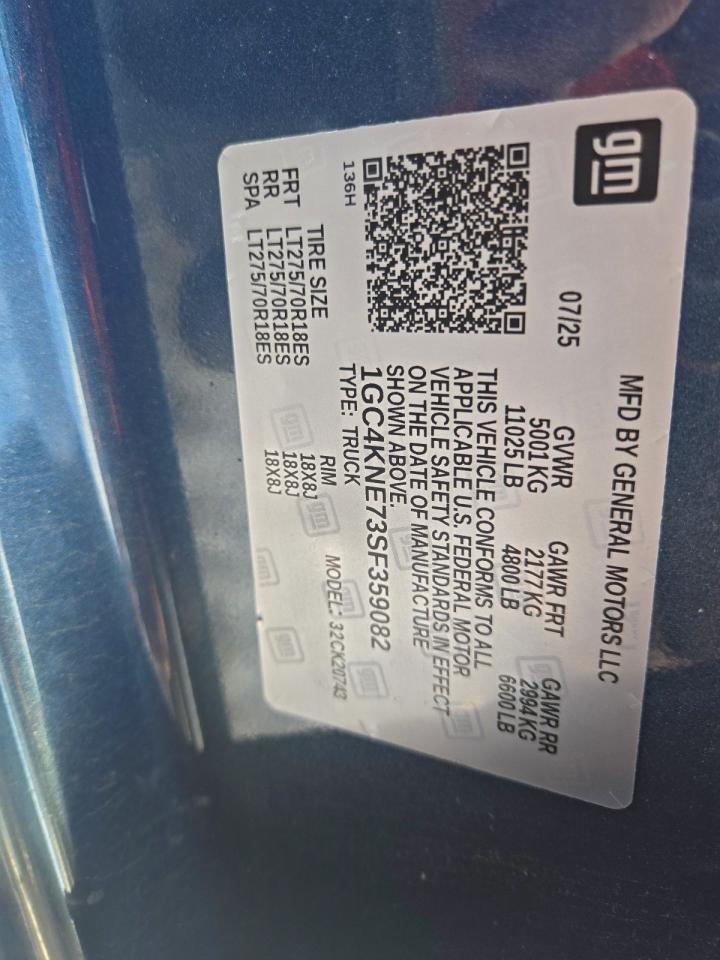 gm
MFD BY GENERAL MOTORS LLC
07/25
GVWR GAWR FRT GAWR RR
5001 KG 2177 KG 2994 KG
11025 LB 4800 LB 6600 LB
THIS VEHICLE CONFORMS TO ALL
APPLICABLE U.S. FEDERAL MOTOR
VEHICLE SAFETY STANDARDS IN EFFECT
ON THE DATE OF MANUFACTURE
SHOWN ABOVE.
1GC4KNE73SF359082
TYPE: TRUCK
MODEL: 32CK20743
136H
TIRE SIZE RIM
FRT LT275/70R18ES 18X8J
RR LT275/70R18ES 18X8J
SPA LT275/70R18ES 18X8J